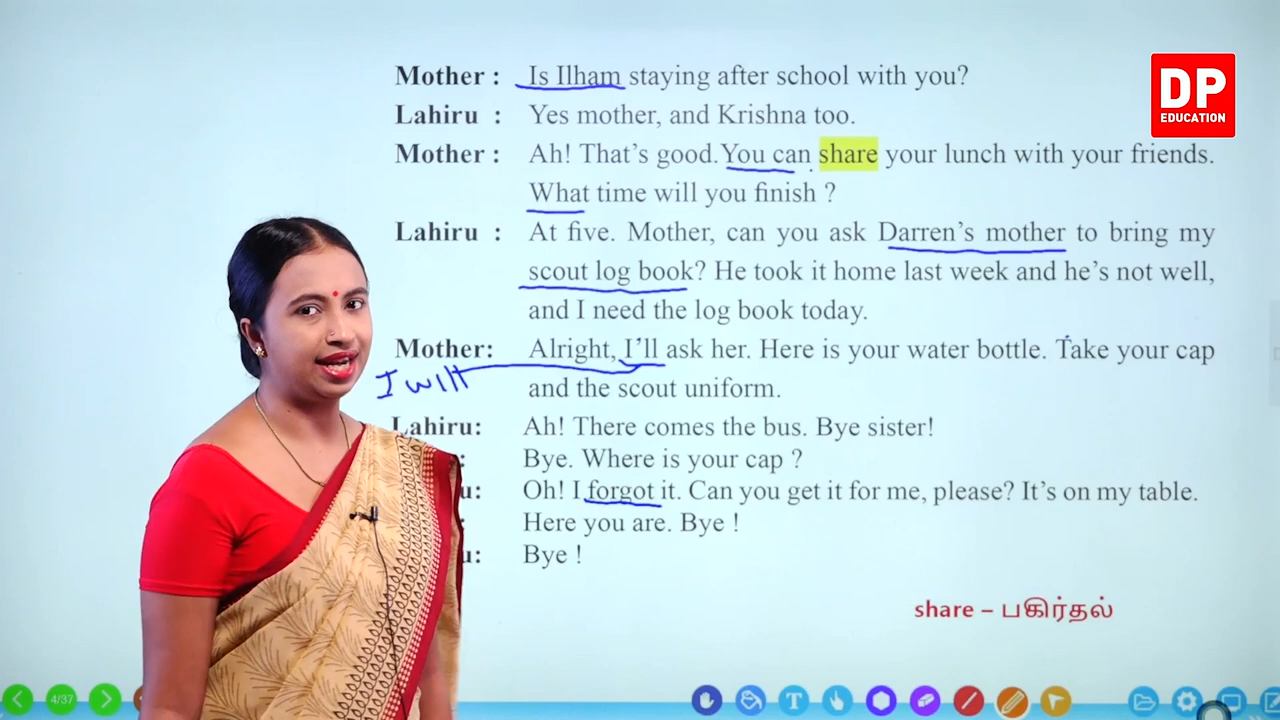 DP
EDUCATION
Mother : Is Ilham staying after school with you?
Lahiru : Yes mother, and Krishna too.
Mother : Ah! That's good. You can share your lunch with your friends.
What time will you finish ?
Lahiru : At five. Mother, can you ask Darren's mother to bring my
scout log book? He took it home last week and he's not well,
and I need the log book today.
Mother: Alright, I'll ask her. Here is your water bottle. Take your cap
I will
and the scout uniform.
Lahiru: Ah! There comes the bus. Bye sister!
: Bye. Where is your cap ?
u: Oh! I forgot it. Can you get it for me, please? It's on my table.
Here you are. Bye !
u: Bye !
share – பகிர்தல்
4/37